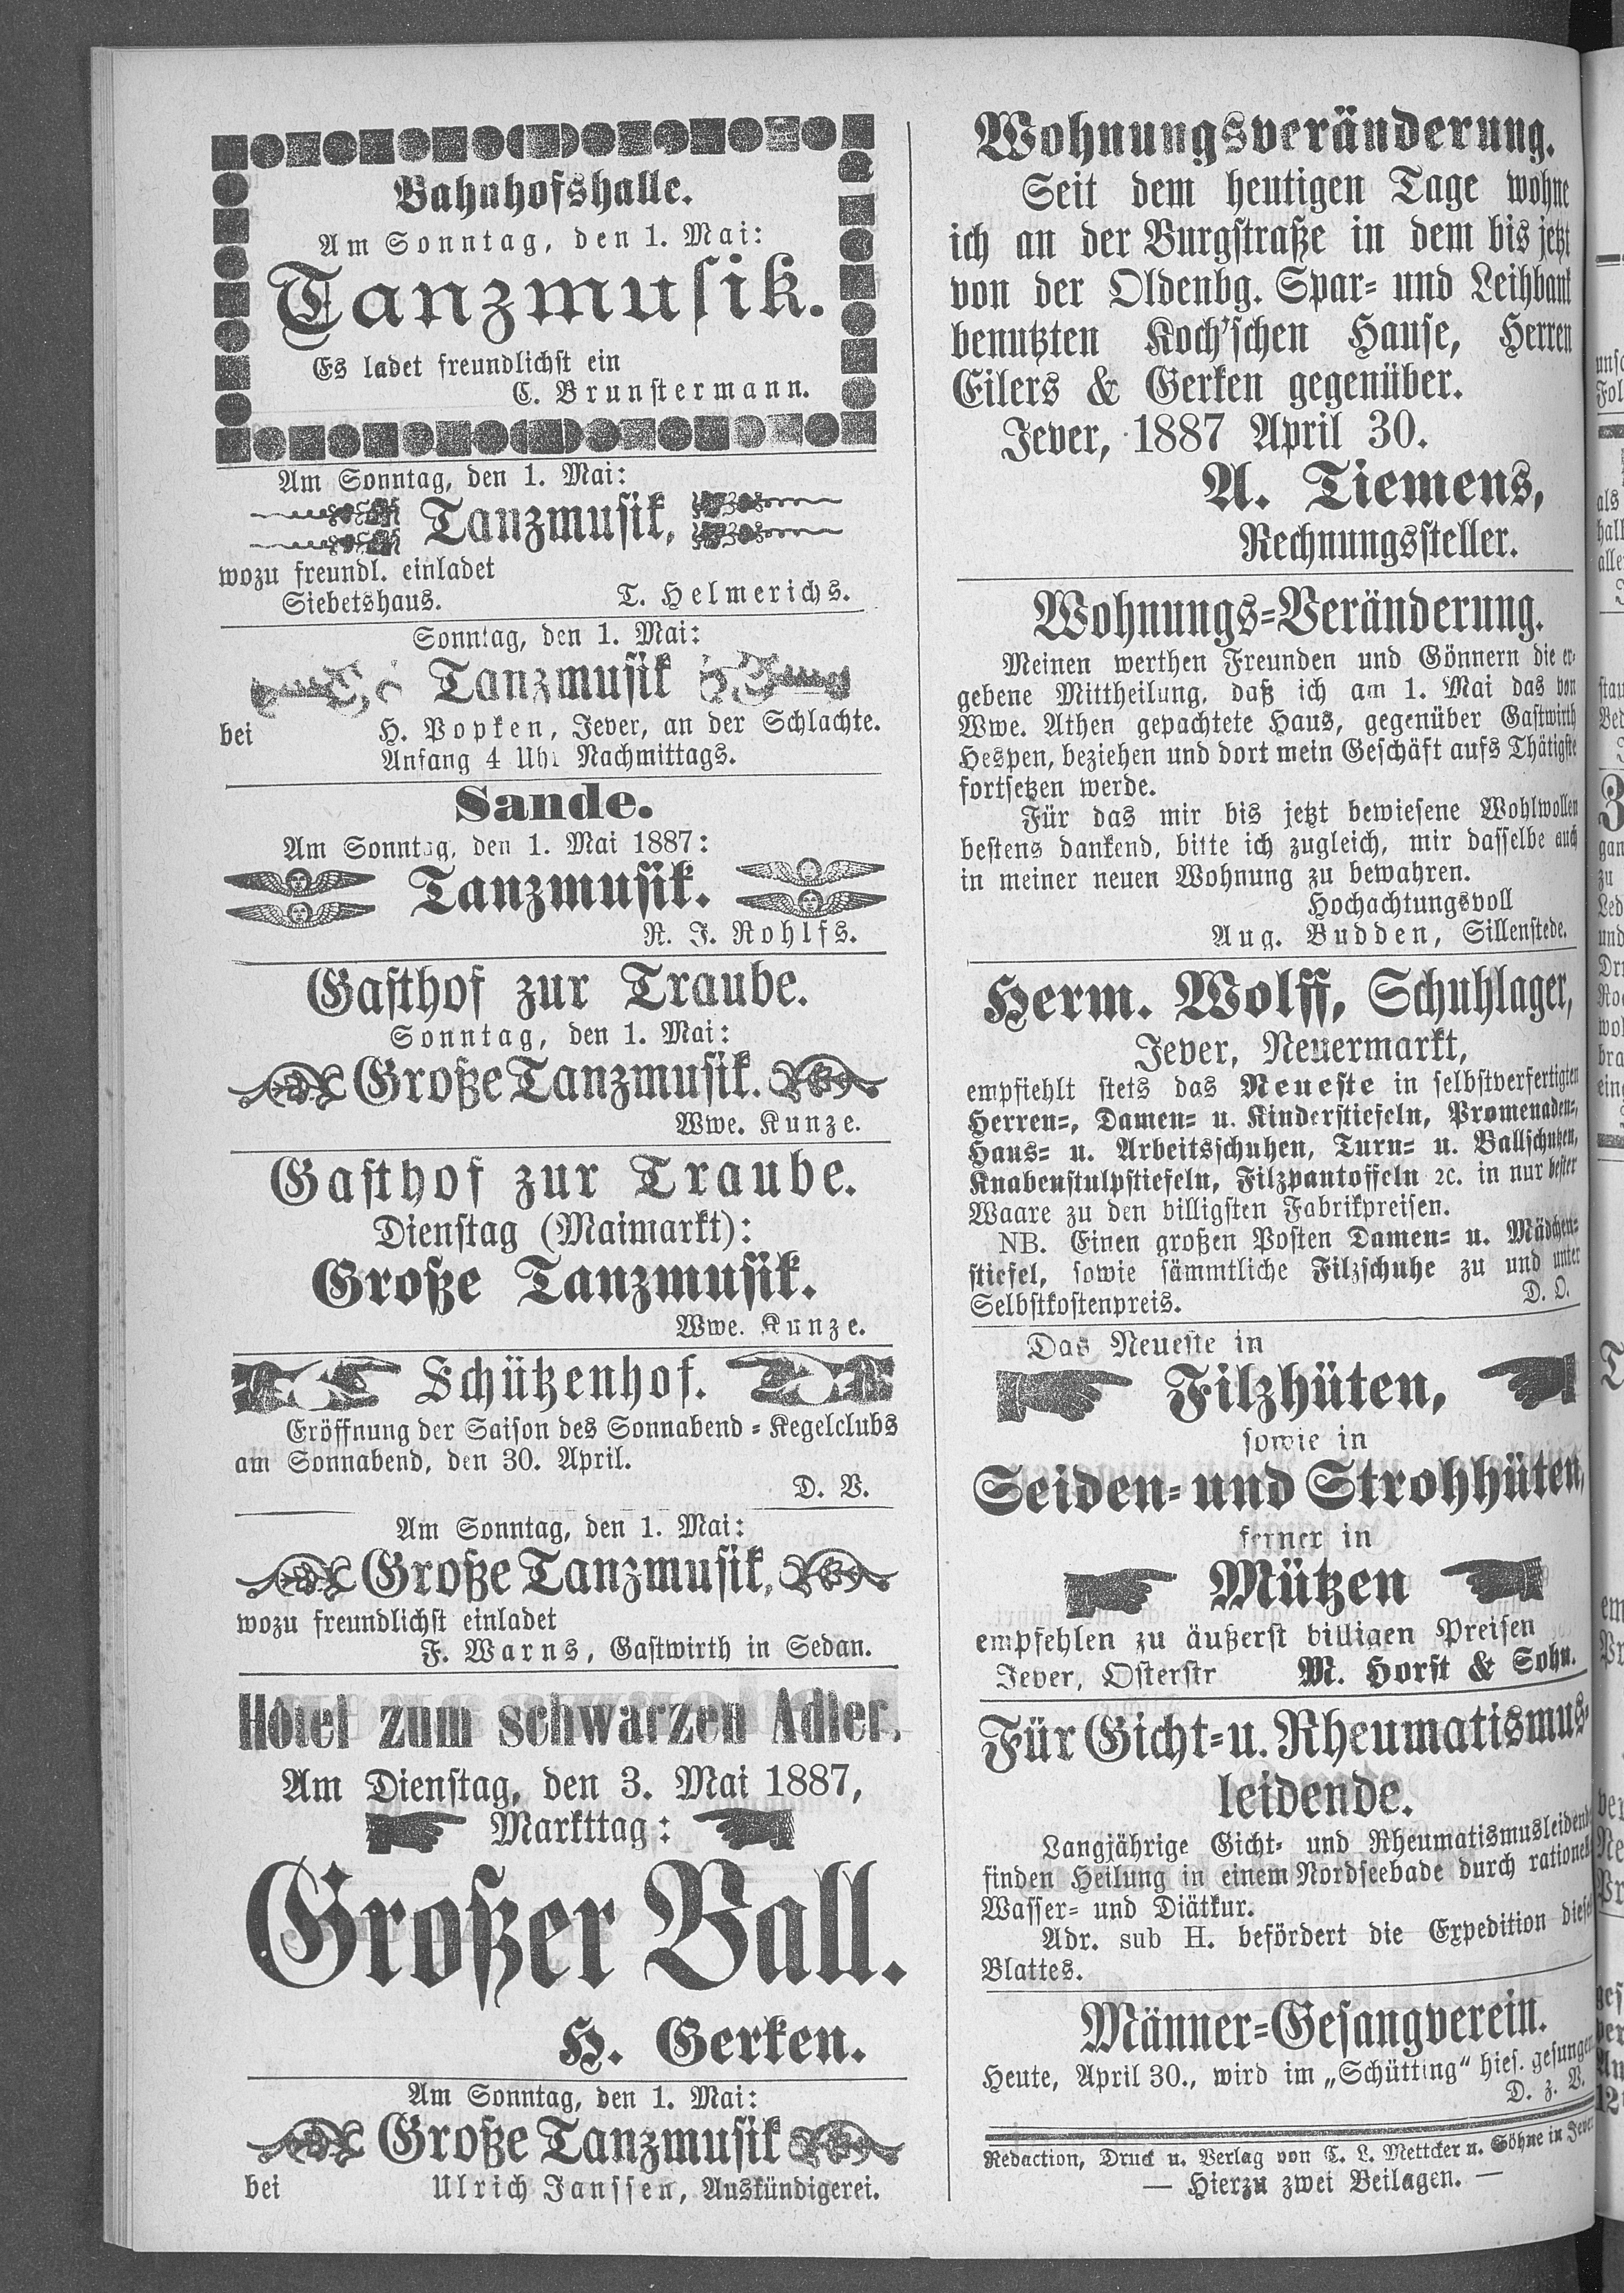 Bahnhofshalle.
Am Sonntag, den 1. Mai:
Tanzmusik.
Es ladet freundlichst ein
C. Brunstermann.
Am Sonntag, den 1. Mai:
Tanzmusik,
wozu freundl. einladet
Siebetshaus. T. Helmerichs.
Sonntag, den 1. Mai:
Tanzmusik
bei H. Popken, Jever, an der Schlachte.
Anfang 4 Uhr Nachmittags.
Sande.
Am Sonntag, den 1. Mai 1887:
Tanzmusik.
R. J. Rohlfs.
Gasthof zur Traube.
Sonntag, den 1. Mai:
Große Tanzmusik.
Wwe. Kunze.
Gasthof zur Traube.
Dienstag (Maimarkt):
Große Tanzmusik.
Wwe. Kunze.
Schützenhof.
Eröffnung der Saison des Sonnabend-Kegelclubs
am Sonnabend, den 30. April.
D. V.
Am Sonntag, den 1. Mai:
Große Tanzmusik,
wozu freundlichst einladet
F. Warns, Gastwirth in Sedan.
Hôtel zum schwarzen Adler.
Am Dienstag, den 3. Mai 1887,
Markttag:
Großer Ball.
H. Gerken.
Am Sonntag, den 1. Mai:
Große Tanzmusik
bei Ulrich Janssen, Auskündigerei.
Wohnungsveränderung.
Seit dem heutigen Tage wohne
ich an der Burgstraße in dem bis jetzt
von der Oldenbg. Spar- und Leihbank
benutzten Koch'schen Hause, Herren
Eilers & Gerken gegenüber.
Jever, 1887 April 30.
A. Tiemens,
Rechnungssteller.
Wohnungs-Veränderung.
Meinen werthen Freunden und Gönnern die er-
gebene Mittheilung, daß ich am 1. Mai das von
Wwe. Athen gepachtete Haus, gegenüber Gastwirth
Hespen, beziehen und dort mein Geschäft aufs Thätigste
fortsetzen werde.
Für das mir bis jetzt bewiesene Wohlwollen
bestens dankend, bitte ich zugleich, mir dasselbe auch
in meiner neuen Wohnung zu bewahren.
Hochachtungsvoll
Aug. Budden, Sillenstede.
Herm. Wolff, Schuhlager,
Jever, Neuermarkt,
empfiehlt stets das Neueste in selbstverfertigten
Herren-, Damen- u. Kinderstiefeln, Promenaden-,
Haus- u. Arbeitsschuhen, Turn- u. Ballschuhen,
Knabenstulpstiefeln, Filzpantoffeln ec. in nur bester
Waare zu den billigsten Fabrikpreisen.
NB. Einen großen Posten Damen- u. Mädchen-
stiefel, sowie sämmtliche Filzschuhe zu und unter
Selbstkostenpreis. D. O.
Das Neueste in
Filzhüten,
sowie in
Seiden- und Strohhüten,
ferner in
Mützen
empfehlen zu äußerst billigen Preisen
Jever, Osterstr M. Horst & Sohn.
Für Gicht- u. Rheumatismus-
leidende.
Langjährige Gicht- und Rheumatismusleidende
finden Heilung in einem Nordseebade durch rationelle
Wasser- und Diätkur.
Adr. sub H. befördert die Expedition dieses
Blattes.
Männer-Gesangverein.
Heute, April 30., wird im „Schütting“ hies. gesungen.
D. z. V.
Redaction, Druck u. Verlag von C. L. Mettcker u. Söhne in Jever.
— Hierzu zwei Beilagen. —